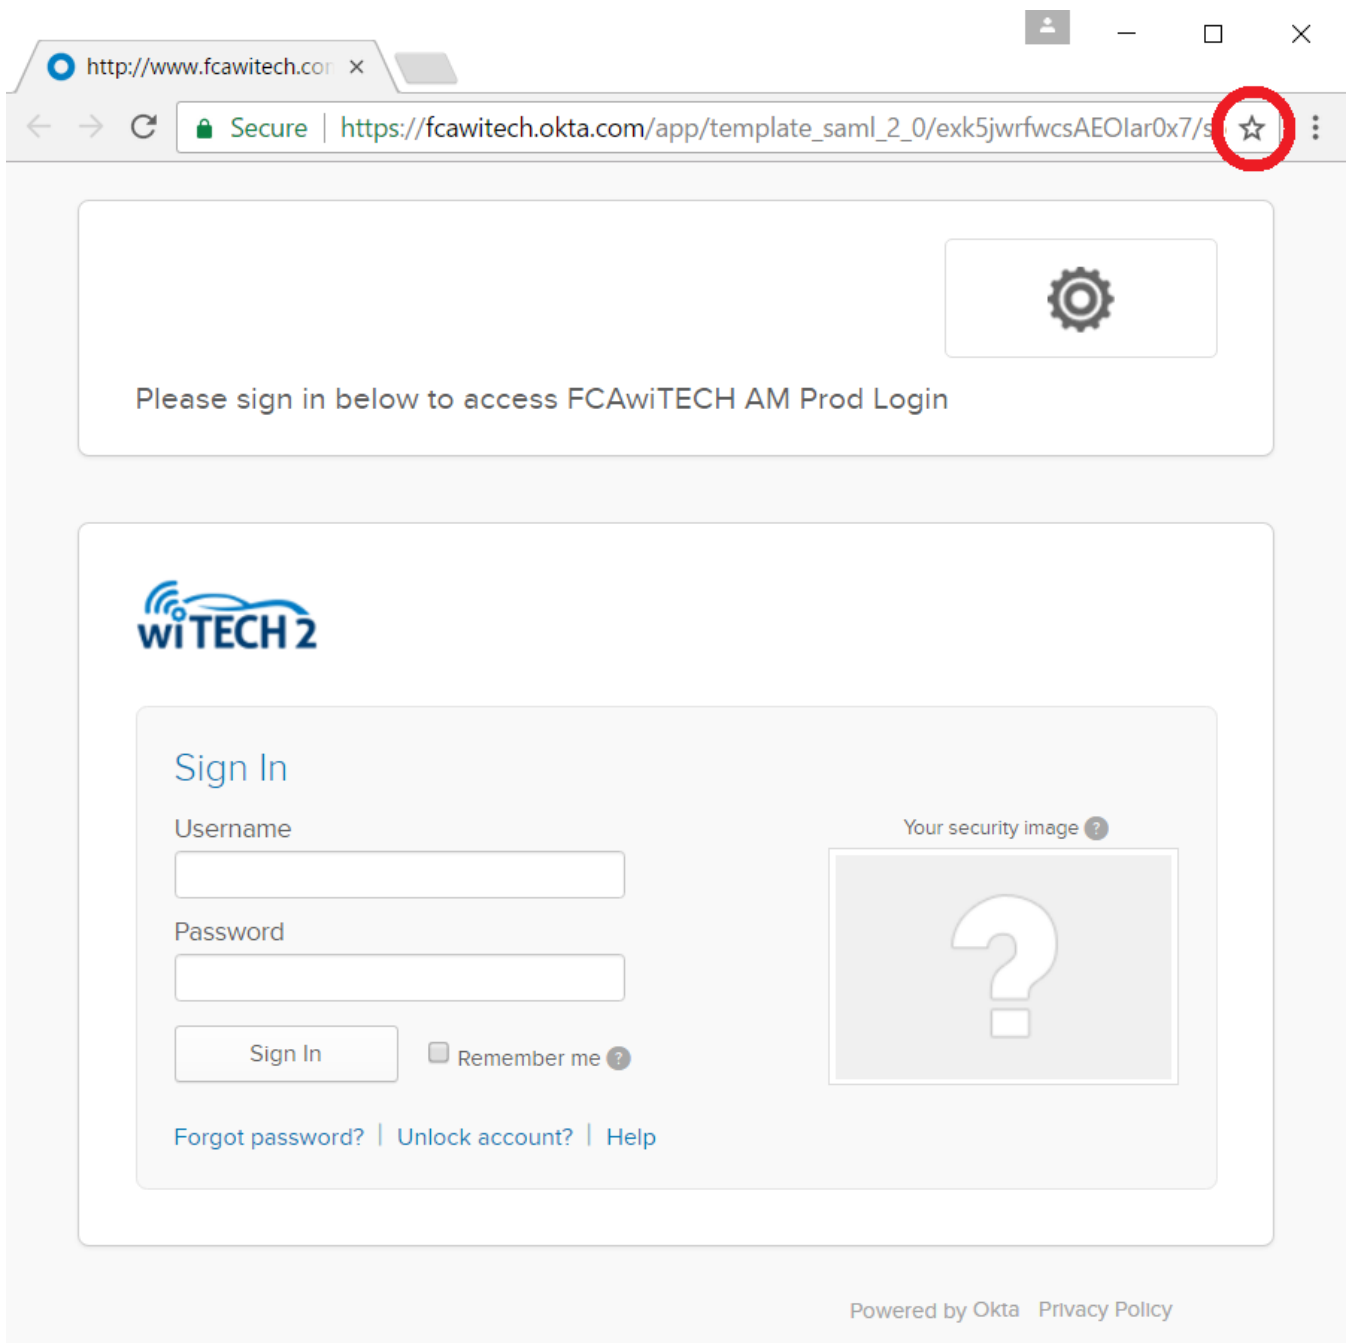 http://www.fcawitech.con
Secure https://fcawitech.okta.com/app/template_saml_2_0/exk5jwrfwcsAEOIar0x7/s
Please sign in below to access FCAwiTECH AM Prod Login
wiTECH 2
Sign In
Username
Your security image ?
Password
?
Sign In
Remember me ?
Forgot password? | Unlock account? | Help
Powered by Okta Privacy Policy